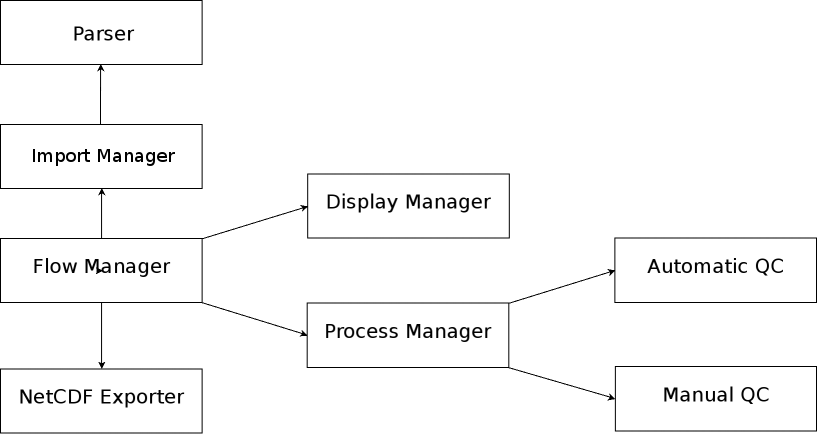 Parser
Import Manager
Display Manager
Flow Manager
Automatic QC
Process Manager
NetCDF Exporter
Manual QC